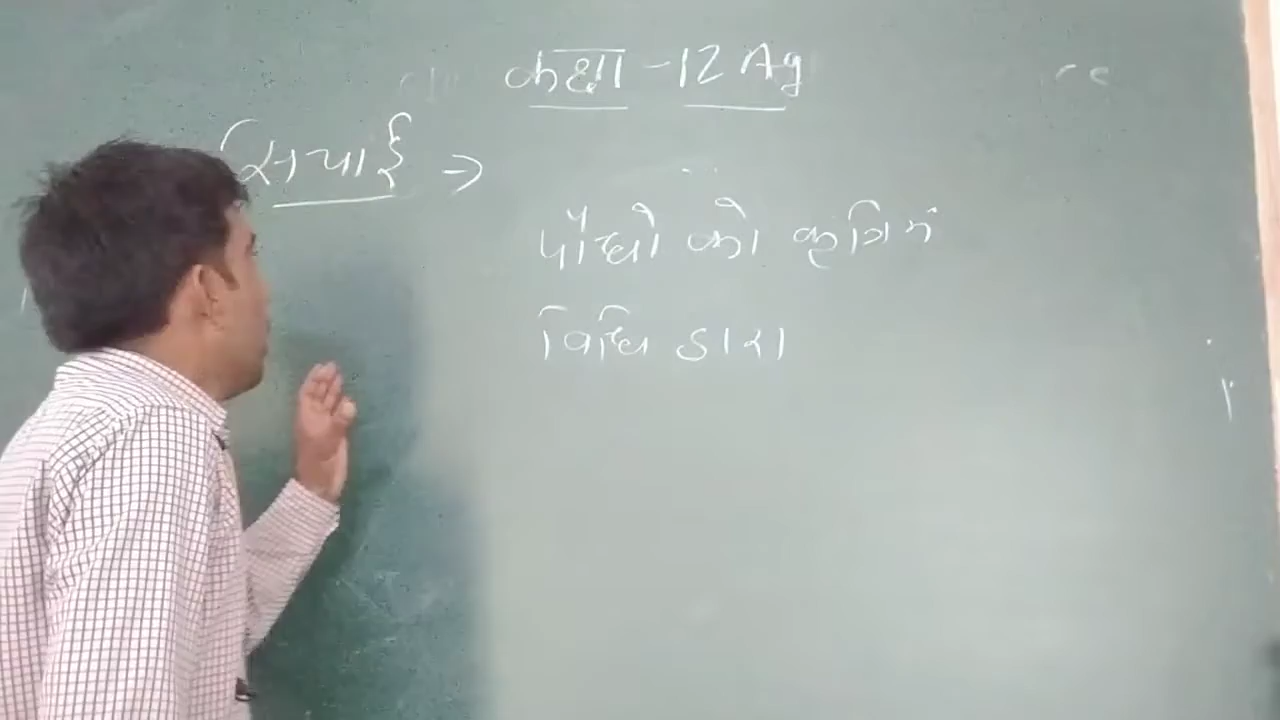 कक्षा - 12 Ag
सिचाई →
पौधो को कृत्रिम
विधि द्वारा